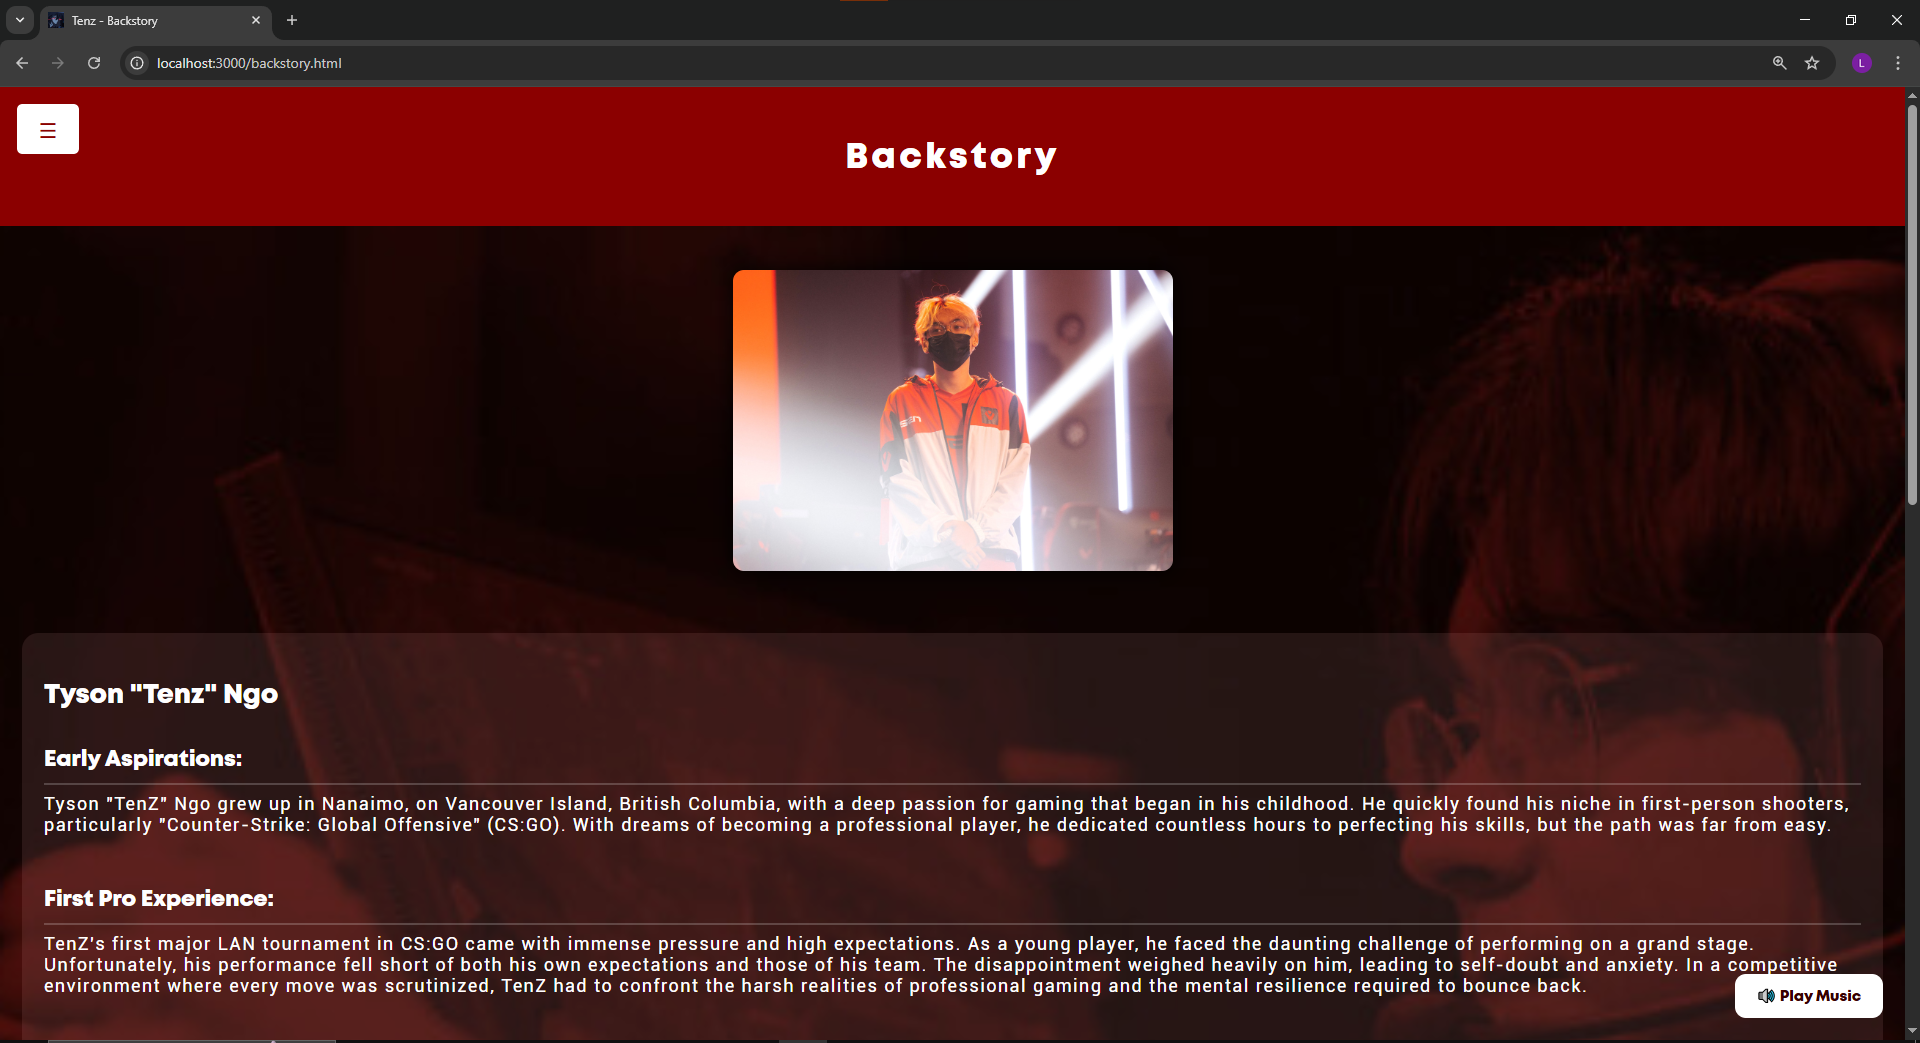 Tenz - Backstory
localhost:3000/backstory.html
L
Backstory
Tyson "Tenz" Ngo
Early Aspirations:
Tyson "TenZ" Ngo grew up in Nanaimo, on Vancouver Island, British Columbia, with a deep passion for gaming that began in his childhood. He quickly found his niche in first-person shooters,
particularly "Counter-Strike: Global Offensive" (CS:GO). With dreams of becoming a professional player, he dedicated countless hours to perfecting his skills, but the path was far from easy.
First Pro Experience:
TenZ's first major LAN tournament in CS:GO came with immense pressure and high expectations. As a young player, he faced the daunting challenge of performing on a grand stage.
Unfortunately, his performance fell short of both his own expectations and those of his team. The disappointment weighed heavily on him, leading to self-doubt and anxiety. In a competitive
environment where every move was scrutinized, TenZ had to confront the harsh realities of professional gaming and the mental resilience required to bounce back.
🔊 Play Music